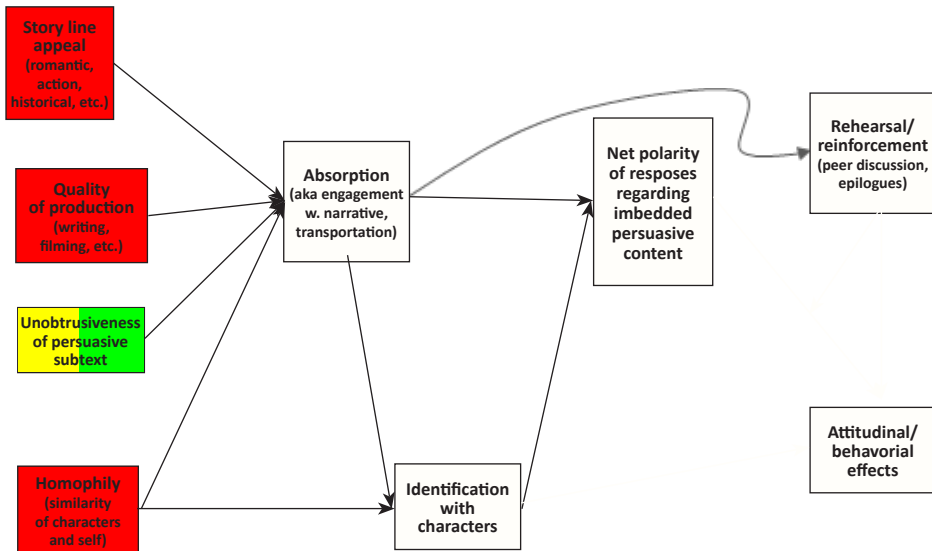 Story line
appeal
(romantic,
action,
historical, etc.)
Quality
of production
(writing,
filming, etc.)
Unobtrusiveness
of persuasive
subtext
Homophily
(similarity
of characters
and self)
Absorption
(aka engagement
w. narrative,
transportation)
Identification
with
characters
Net polarity
of resposes
regarding
imbedded
persuasive
content
Rehearsal/
reinforcement
(peer discussion,
epilogues)
Attitudinal/
behavorial
effects